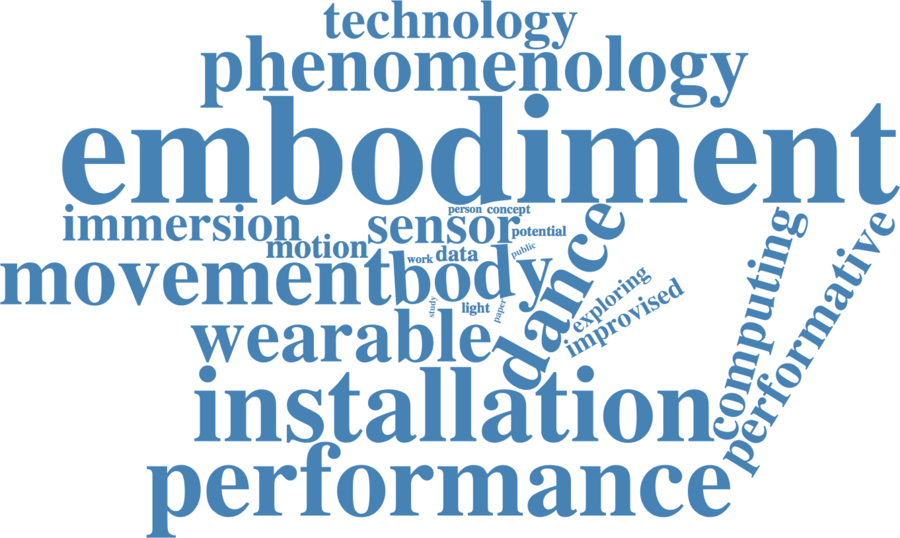 technology
phenomenology
embodiment
immersion
sensor
person concept
potential
motion
work data
public
movement
body
dance
study
light
paper
exploring
improvised
computing
performative
wearable
installation
performance